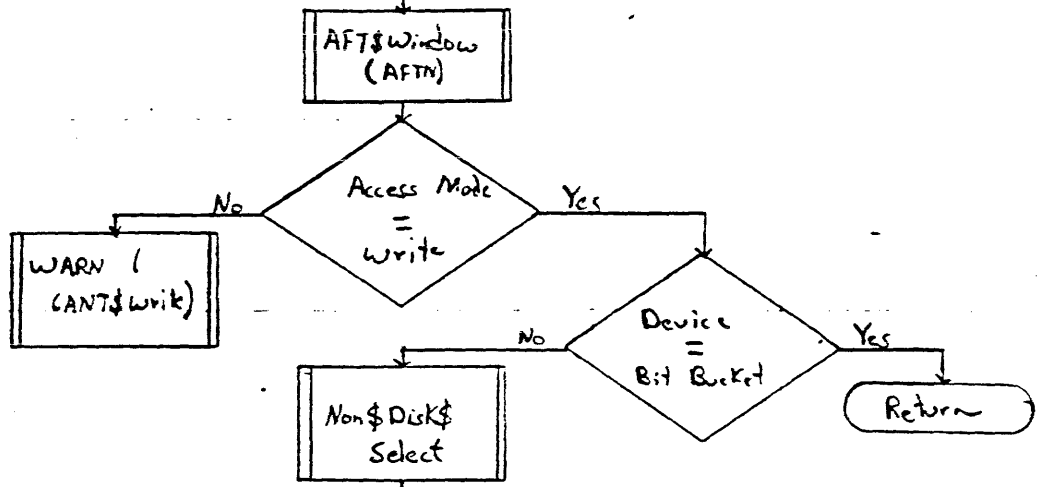 AFT$Window
(AFTN)
Access Mode
=
Write
No
Yes
WARN (
CANT$Write)
Device
=
Bit Bucket
No
Yes
Non$Disk$
Select
Return